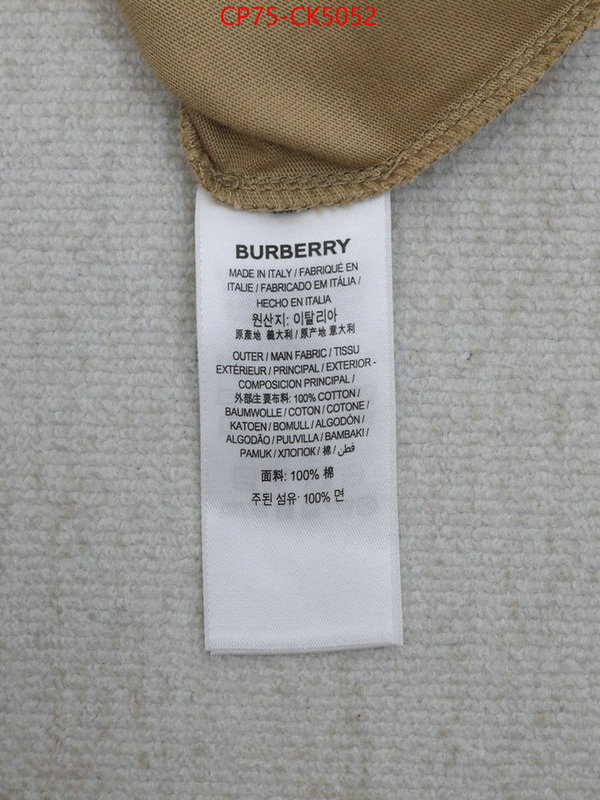 CP75-CK5052
BURBERRY
MADE IN ITALY / FABRIQUÉ EN
ITALIE / FABRICADO EM ITÁLIA /
HECHO EN ITALIA
원산지: 이탈리아
原產地 義大利 / 原产地 意大利
OUTER / MAIN FABRIC / TISSU
EXTÉRIEUR / PRINCIPAL / EXTERIOR -
COMPOSICION PRINCIPAL /
外部主要布料: 100% COTTON /
BAUMWOLLE / COTON / COTONE /
KATOEN / BOMULL / ALGODÓN /
ALGODÃO / PUUVILLA / BAMBAKI /
PAMUK / ХЛОПОК / 棉 / قطن
面料: 100% 棉
주된 섬유· 100% 면